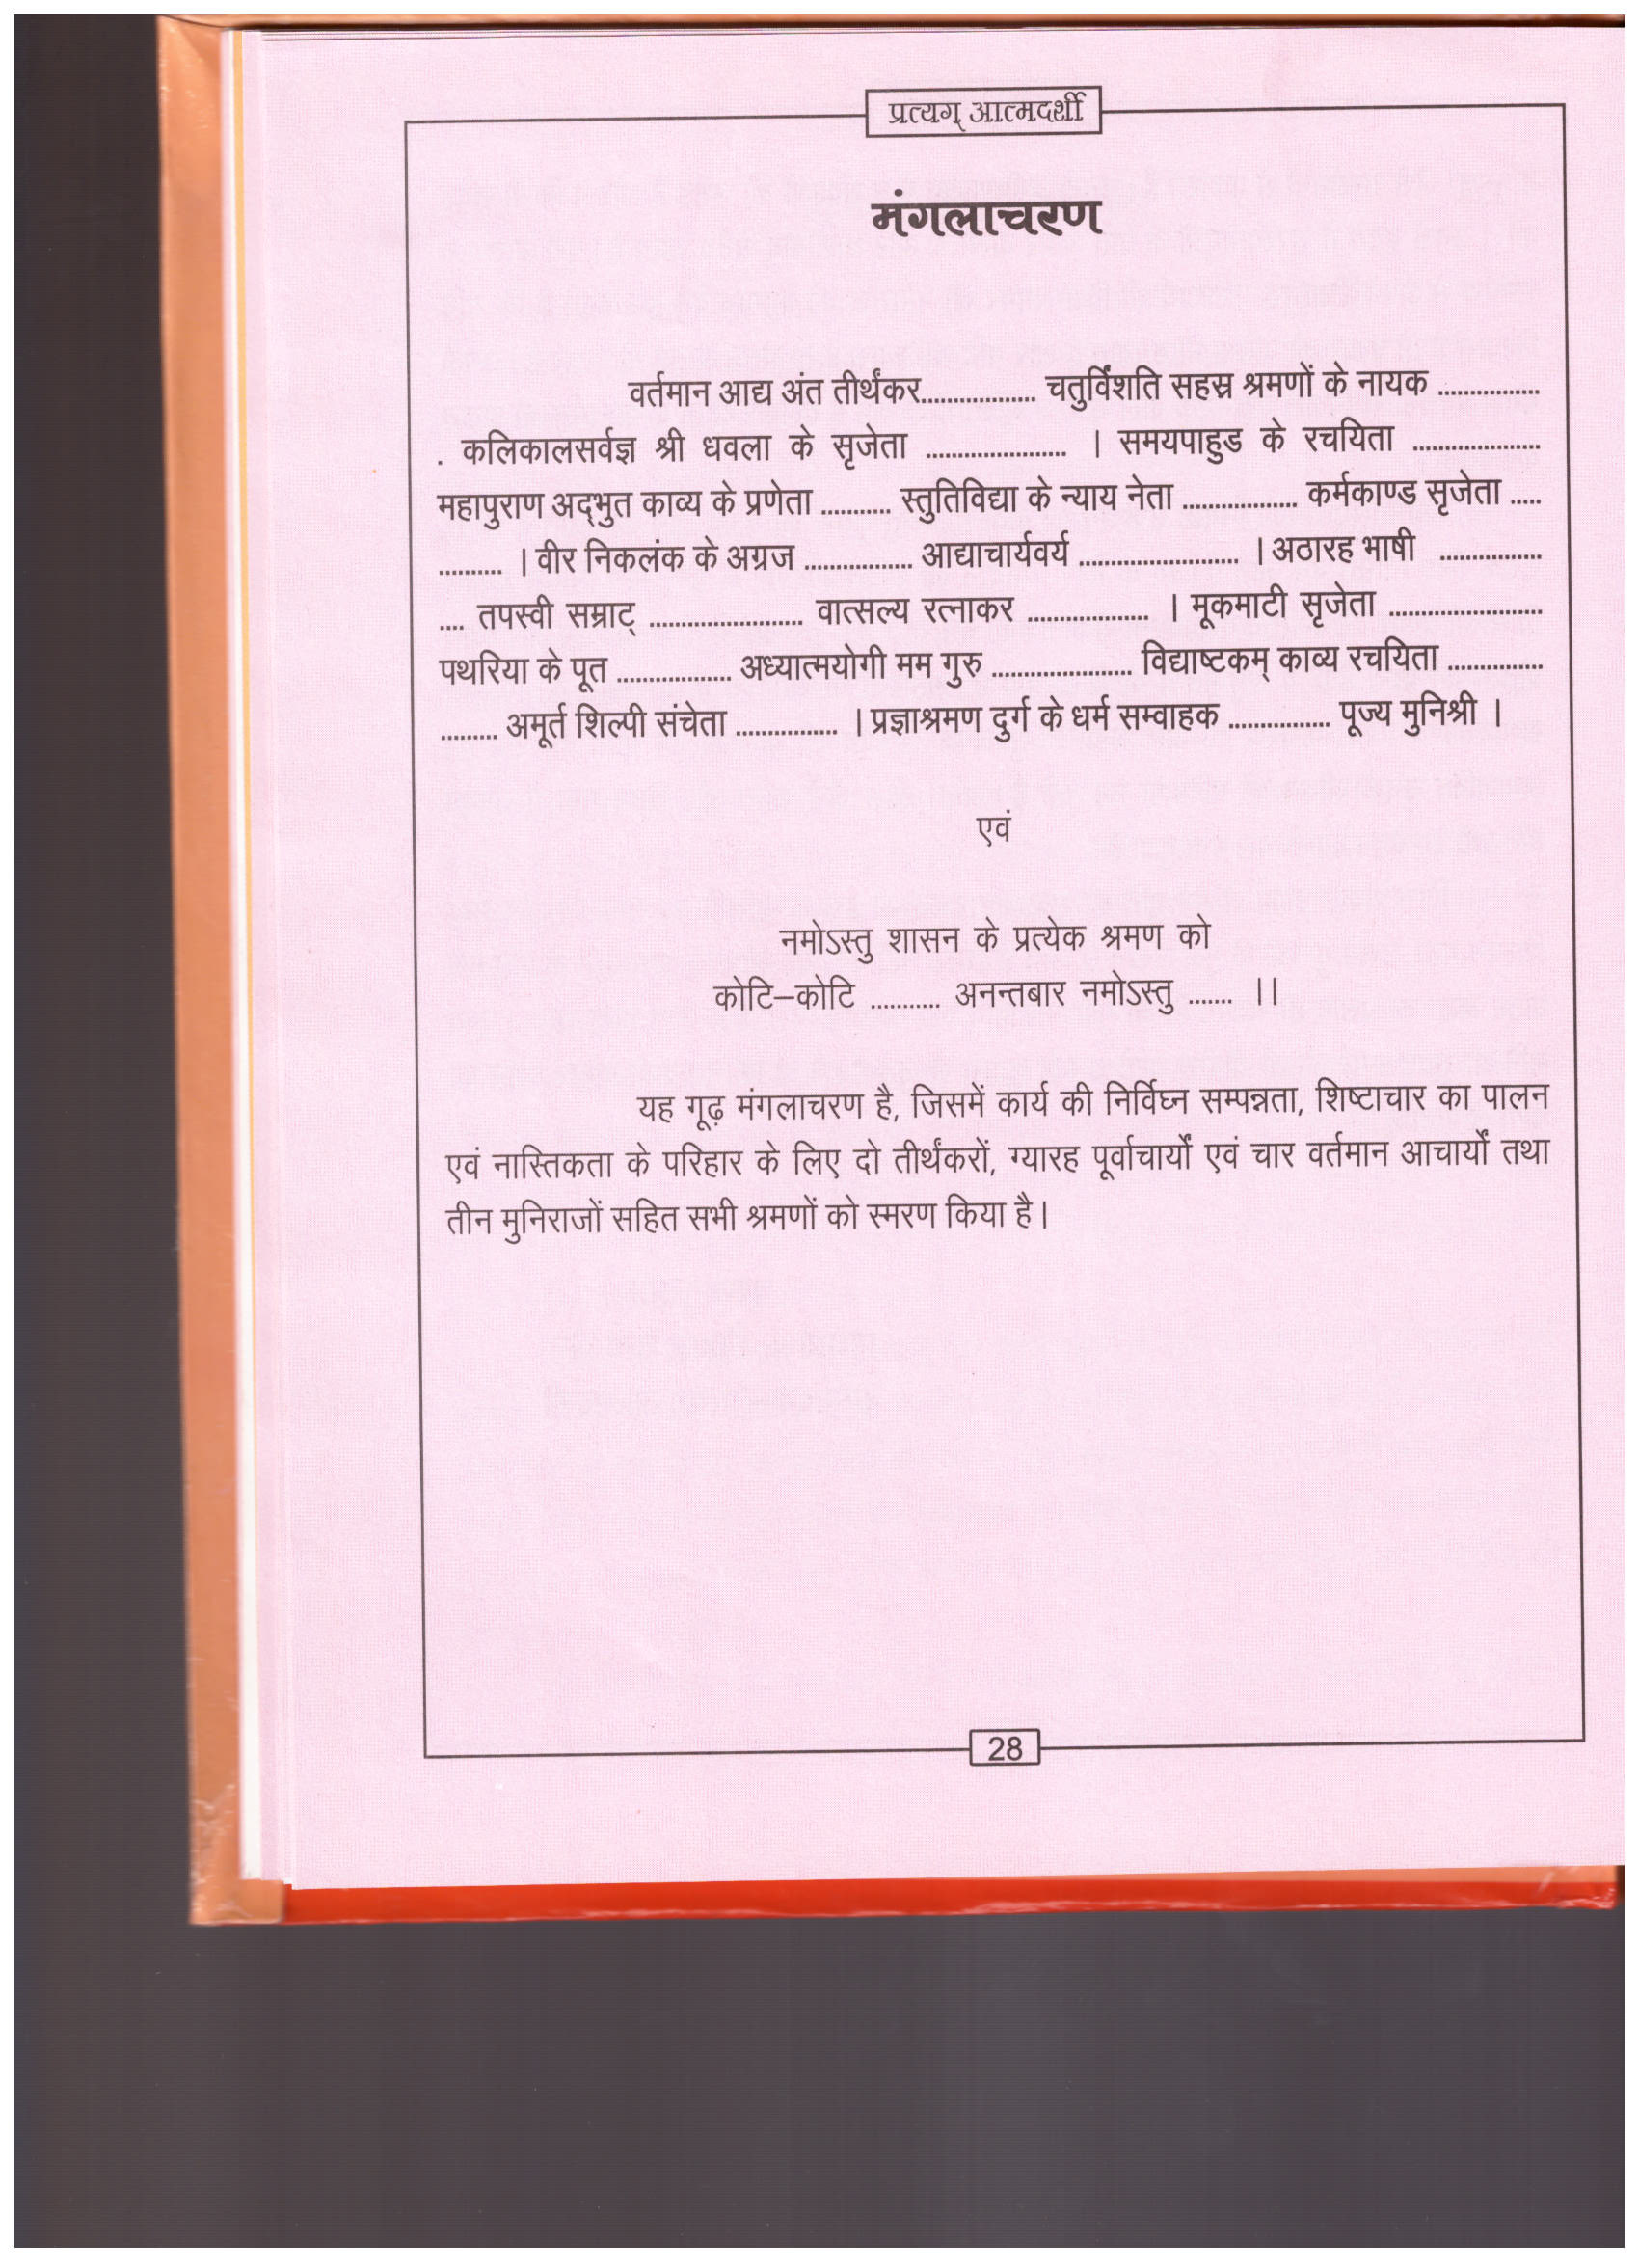 प्रत्यग् आत्मदर्शी
मंगलाचरण
वर्तमान आद्य अंत तीर्थंकर.................. चतुर्विंशति सहस्र श्रमणों के नायक ................
. कलिकालसर्वज्ञ श्री धवला के सृजेता ...................... । समयपाहुड के रचयिता ....................
महापुराण अद्‌भुत काव्य के प्रणेता ........... स्तुतिविद्या के न्याय नेता .................. कर्मकाण्ड सृजेता .....
.......... । वीर निकलंक के अग्रज ................. आद्याचार्यवर्य ......................... । अठारह भाषी ................
.... तपस्वी सम्राट् ........................ वात्सल्य रत्नाकर ................... । मूकमाटी सृजेता ........................
पथरिया के पूत .................. अध्यात्मयोगी मम गुरु ...................... विद्याष्टकम् काव्य रचयिता ...............
......... अमूर्त शिल्पी संचेता ................ । प्रज्ञाश्रमण दुर्ग के धर्म सम्वाहक ................ पूज्य मुनिश्री ।
एवं
नमोऽस्तु शासन के प्रत्येक श्रमण को
कोटि–कोटि ........... अनन्तबार नमोऽस्तु ....... ।।
यह गूढ़ मंगलाचरण है, जिसमें कार्य की निर्विघ्न सम्पन्नता, शिष्टाचार का पालन
एवं नास्तिकता के परिहार के लिए दो तीर्थंकरों, ग्यारह पूर्वाचार्यों एवं चार वर्तमान आचार्यों तथा
तीन मुनिराजों सहित सभी श्रमणों को स्मरण किया है।
28